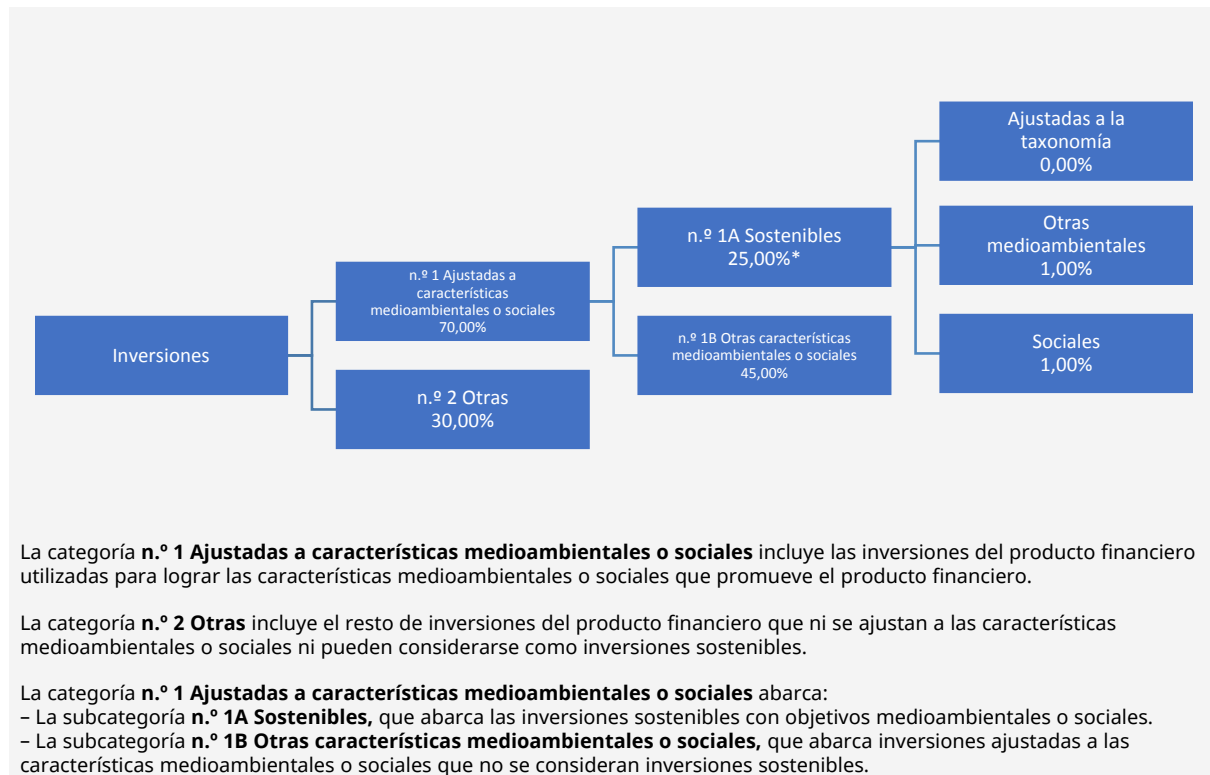 Inversiones
n.º 1 Ajustadas a
características
medioambientales o sociales
70,00%
n.º 2 Otras
30,00%
n.º 1A Sostenibles
25,00%*
n.º 1B Otras características
medioambientales o sociales
45,00%
Ajustadas a la
taxonomía
0,00%
Otras
medioambientales
1,00%
Sociales
1,00%
La categoría n.º 1 Ajustadas a características medioambientales o sociales incluye las inversiones del producto financiero
utilizadas para lograr las características medioambientales o sociales que promueve el producto financiero.
La categoría n.º 2 Otras incluye el resto de inversiones del producto financiero que ni se ajustan a las características
medioambientales o sociales ni pueden considerarse como inversiones sostenibles.
La categoría n.º 1 Ajustadas a características medioambientales o sociales abarca:
– La subcategoría n.º 1A Sostenibles, que abarca las inversiones sostenibles con objetivos medioambientales o sociales.
– La subcategoría n.º 1B Otras características medioambientales o sociales, que abarca inversiones ajustadas a las
características medioambientales o sociales que no se consideran inversiones sostenibles.